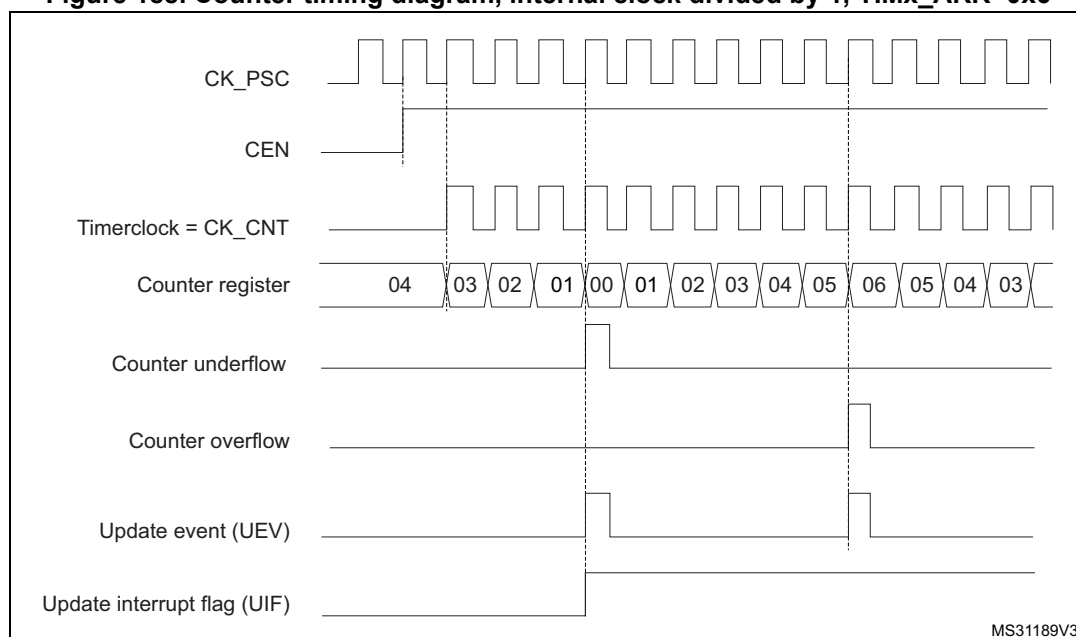 CK_PSC
CEN
Timerclock = CK_CNT
Counter register 04 03 02 01 00 01 02 03 04 05 06 05 04 03
Counter underflow
Counter overflow
Update event (UEV)
Update interrupt flag (UIF)
MS31189V3